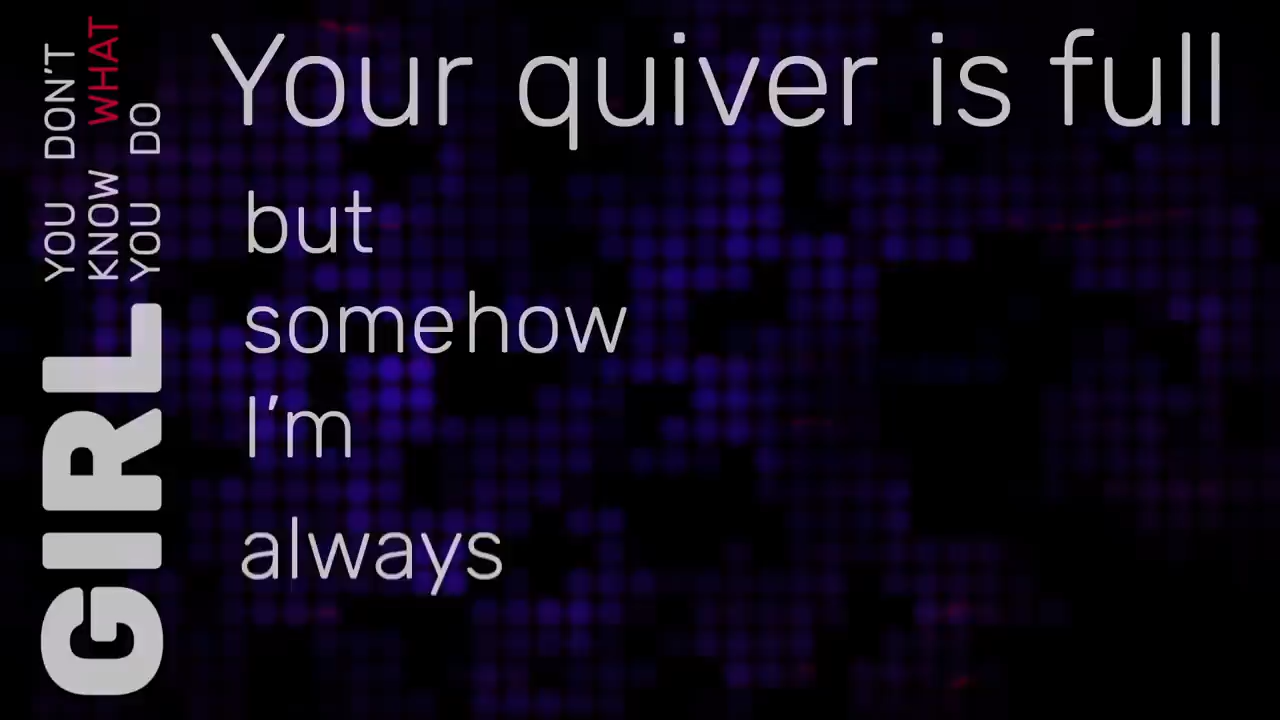 GIRL
YOU DON'T
KNOW WHAT
YOU DO
Your quiver is full
but
somehow
I'm
always